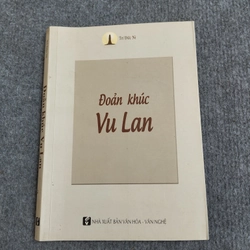 Đoản khúc
Vu Lan
NHÀ XUẤT BẢN VĂN HÓA - VĂN NGHỆ